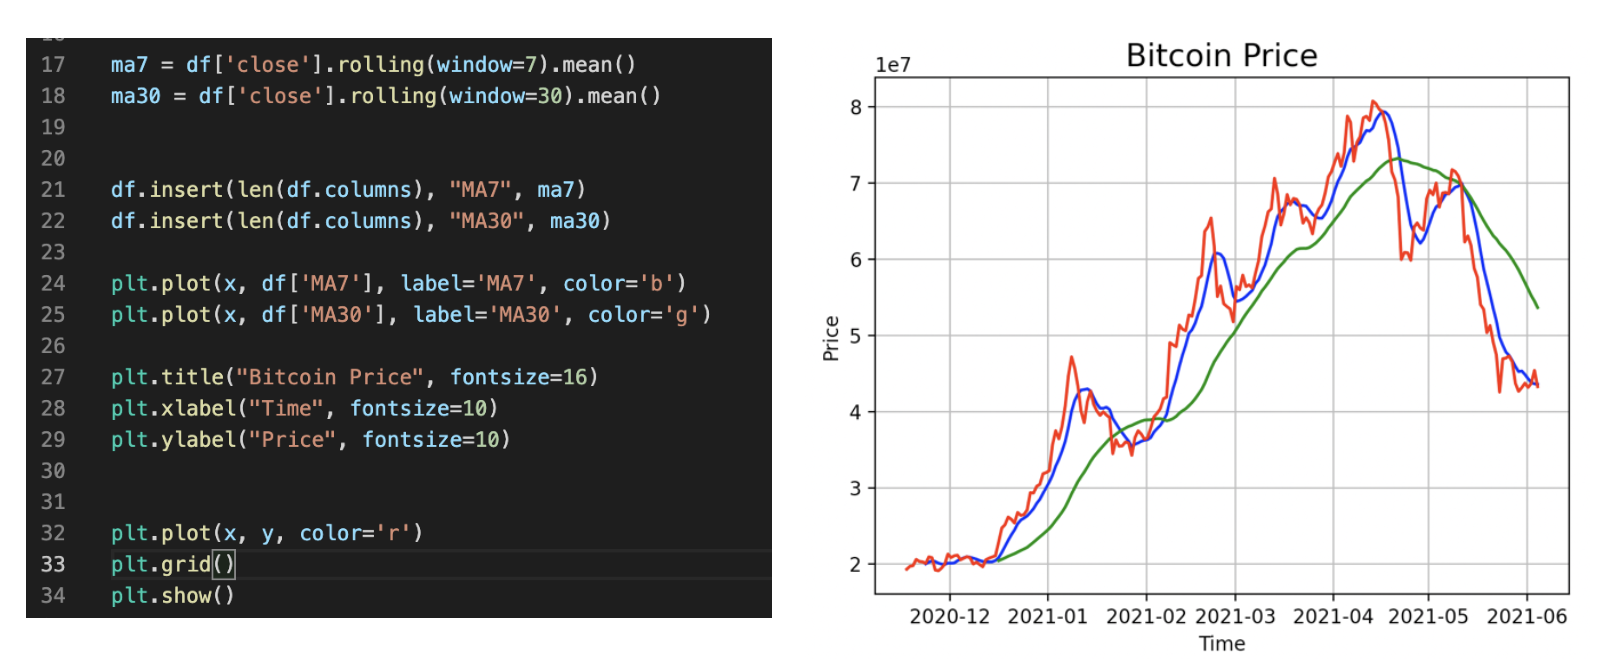 17 ma7 = df['close'].rolling(window=7).mean()
18 ma30 = df['close'].rolling(window=30).mean()
19
20
21 df.insert(len(df.columns), "MA7", ma7)
22 df.insert(len(df.columns), "MA30", ma30)
23
24 plt.plot(x, df['MA7'], label='MA7', color='b')
25 plt.plot(x, df['MA30'], label='MA30', color='g')
26
27 plt.title("Bitcoin Price", fontsize=16)
28 plt.xlabel("Time", fontsize=10)
29 plt.ylabel("Price", fontsize=10)
30
31
32 plt.plot(x, y, color='r')
33 plt.grid()
34 plt.show()
Bitcoin Price
1e7
8
7
6
5
4
3
2
Price
2020-12 2021-01 2021-02 2021-03 2021-04 2021-05 2021-06
Time